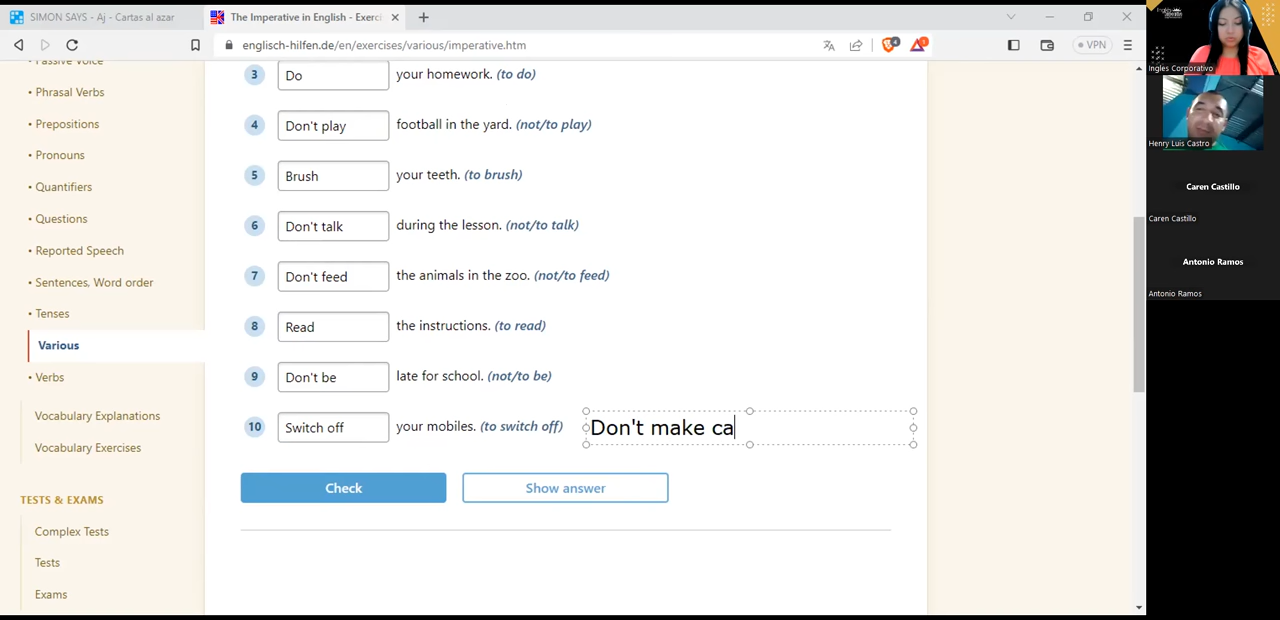 SIMON SAYS - Aj - Cartas al azar
The Imperative in English - Exerci
englisch-hilfen.de/en/exercises/various/imperative.htm
VPN
Passive Voice
• Phrasal Verbs
• Prepositions
• Pronouns
• Quantifiers
• Questions
• Reported Speech
• Sentences, Word order
• Tenses
Various
• Verbs
Vocabulary Explanations
Vocabulary Exercises
TESTS & EXAMS
Complex Tests
Tests
Exams
3 Do your homework. (to do)
4 Don't play football in the yard. (not/to play)
5 Brush your teeth. (to brush)
6 Don't talk during the lesson. (not/to talk)
7 Don't feed the animals in the zoo. (not/to feed)
8 Read the instructions. (to read)
9 Don't be late for school. (not/to be)
10 Switch off your mobiles. (to switch off) Don't make ca
Check Show answer
Ingles Corporativo
Henry Luis Castro
Caren Castillo
Caren Castillo
Antonio Ramos
Antonio Ramos